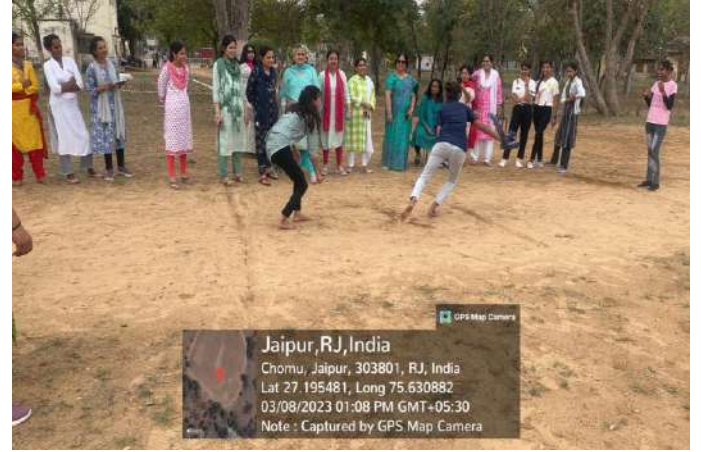 GPS Map Camera
Jaipur,RJ,India
Chomu, Jaipur, 303801, RJ, India
Lat 27.195481, Long 75.630882
03/08/2023 01:08 PM GMT+05:30
Note : Captured by GPS Map Camera